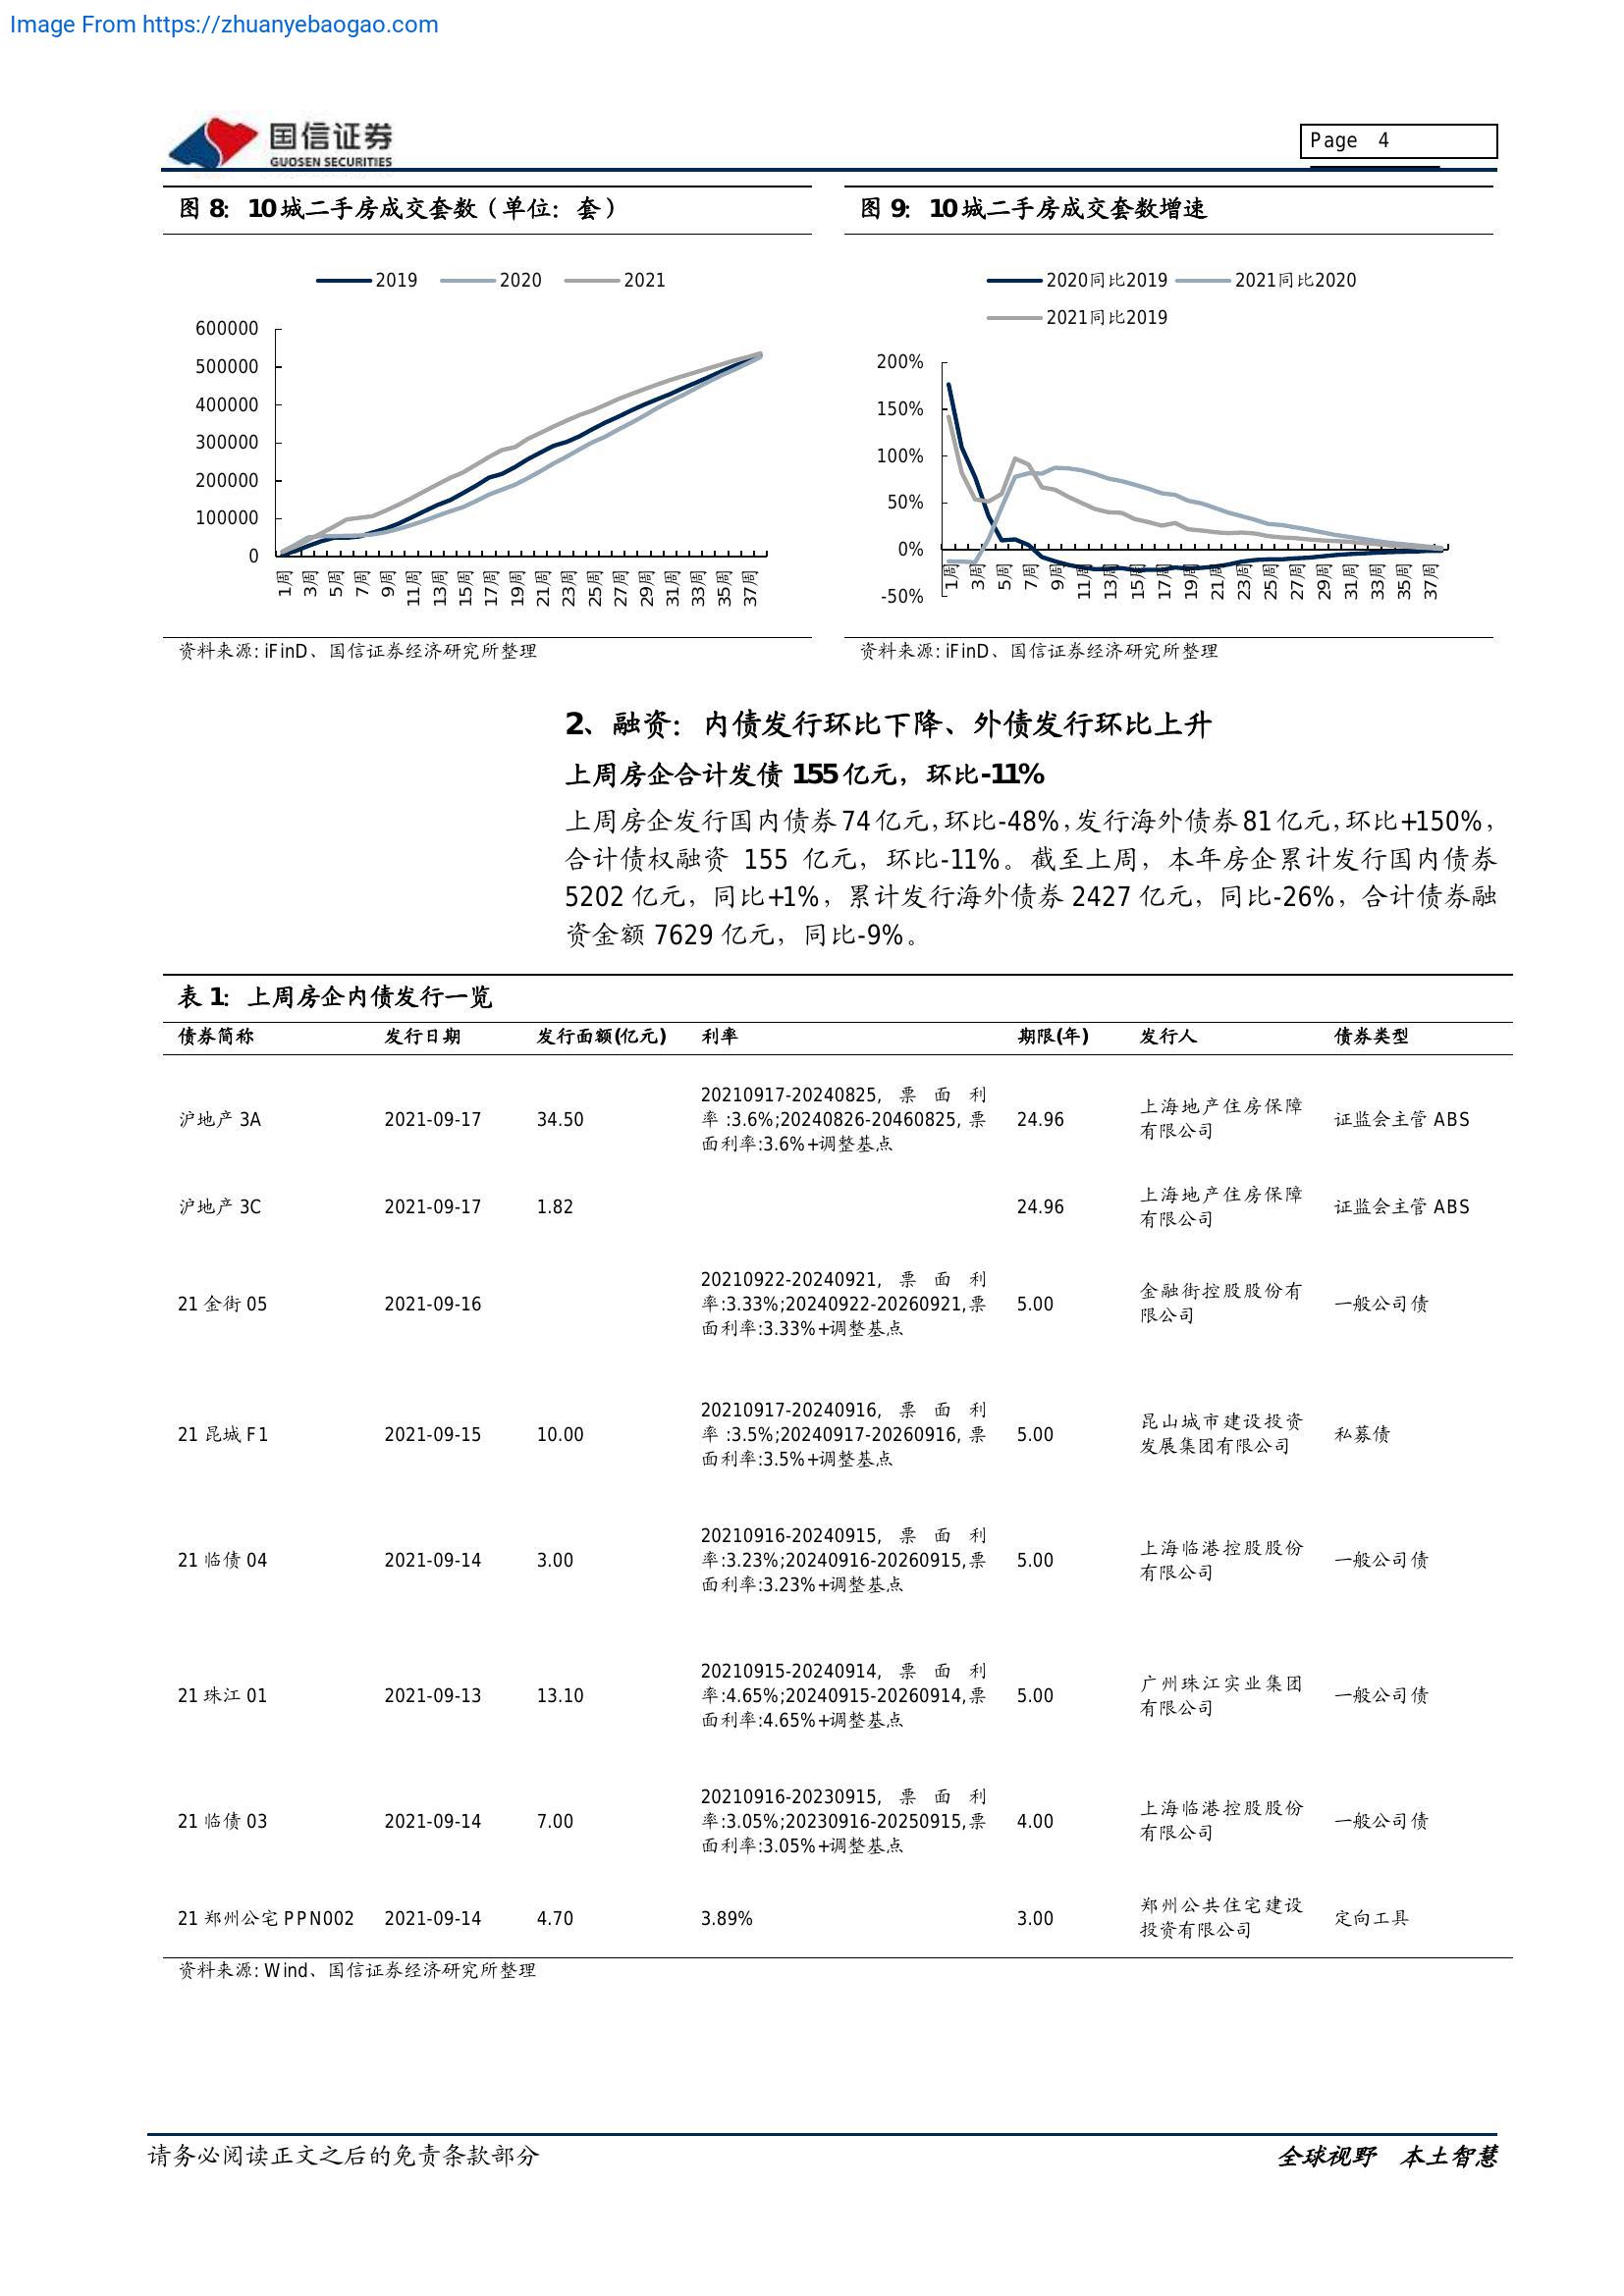 Image From https://zhuanyebaogao.com
国信证券
GUOSEN SECURITIES
Page 4
图 8: 10 城二手房成交套数（单位: 套）
2019 2020 2021
600000
500000
400000
300000
200000
100000
0
1周 3周 5周 7周 9周 11周 13周 15周 17周 19周 21周 23周 25周 27周 29周 31周 33周 35周 37周
资料来源: iFinD、国信证券经济研究所整理
图 9: 10 城二手房成交套数增速
2020同比2019 2021同比2020
2021同比2019
200%
150%
100%
50%
0%
-50%
1周 3周 5周 7周 9周 11周 13周 15周 17周 19周 21周 23周 25周 27周 29周 31周 33周 35周 37周
资料来源: iFinD、国信证券经济研究所整理
2、融资: 内债发行环比下降、外债发行环比上升
上周房企合计发债 155 亿元，环比-11%
上周房企发行国内债券 74 亿元，环比-48%，发行海外债券 81 亿元，环比+150%，
合计债权融资 155 亿元，环比-11%。截至上周，本年房企累计发行国内债券
5202 亿元，同比+1%，累计发行海外债券 2427 亿元，同比-26%，合计债券融
资金额 7629 亿元，同比-9%。
表 1: 上周房企内债发行一览
债券简称 发行日期 发行面额(亿元) 利率 期限(年) 发行人 债券类型
20210917-20240825, 票 面 利
率 :3.6%;20240826-20460825, 票
面利率:3.6%+调整基点
沪地产 3A 2021-09-17 34.50 24.96 上海地产住房保障
有限公司 证监会主管 ABS
沪地产 3C 2021-09-17 1.82 24.96 上海地产住房保障
有限公司 证监会主管 ABS
20210922-20240921, 票 面 利
率:3.33%;20240922-20260921,票
面利率:3.33%+调整基点
21 金街 05 2021-09-16 5.00 金融街控股股份有
限公司 一般公司债
20210917-20240916, 票 面 利
率 :3.5%;20240917-20260916, 票
面利率:3.5%+调整基点
21 昆城 F1 2021-09-15 10.00 5.00 昆山城市建设投资
发展集团有限公司 私募债
20210916-20240915, 票 面 利
率:3.23%;20240916-20260915,票
面利率:3.23%+调整基点
21 临债 04 2021-09-14 3.00 5.00 上海临港控股股份
有限公司 一般公司债
20210915-20240914, 票 面 利
率:4.65%;20240915-20260914,票
面利率:4.65%+调整基点
21 珠江 01 2021-09-13 13.10 5.00 广州珠江实业集团
有限公司 一般公司债
20210916-20230915, 票 面 利
率:3.05%;20230916-20250915,票
面利率:3.05%+调整基点
21 临债 03 2021-09-14 7.00 4.00 上海临港控股股份
有限公司 一般公司债
21 郑州公宅 PPN002 2021-09-14 4.70 3.89% 3.00 郑州公共住宅建设
投资有限公司 定向工具
资料来源: Wind、国信证券经济研究所整理
请务必阅读正文之后的免责条款部分
全球视野 本土智慧